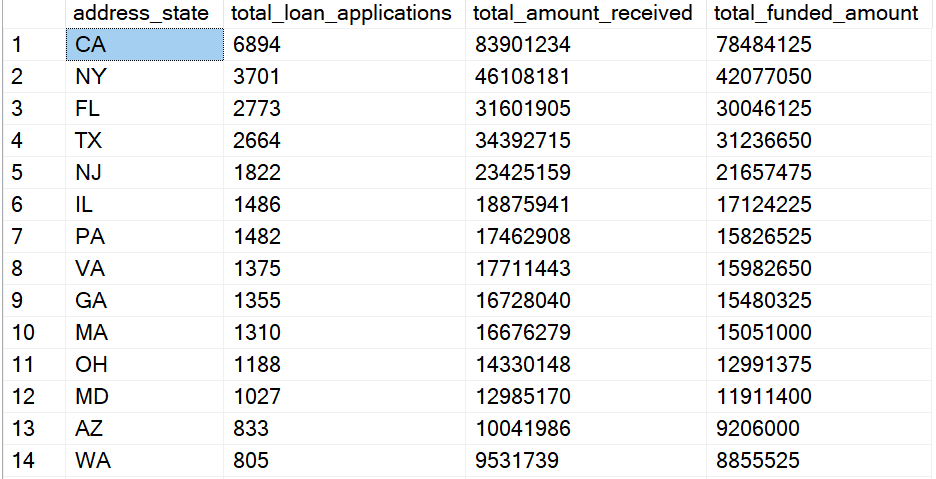 address_state total_loan_applications total_amount_received total_funded_amount
1 CA 6894 83901234 78484125
2 NY 3701 46108181 42077050
3 FL 2773 31601905 30046125
4 TX 2664 34392715 31236650
5 NJ 1822 23425159 21657475
6 IL 1486 18875941 17124225
7 PA 1482 17462908 15826525
8 VA 1375 17711443 15982650
9 GA 1355 16728040 15480325
10 MA 1310 16676279 15051000
11 OH 1188 14330148 12991375
12 MD 1027 12985170 11911400
13 AZ 833 10041986 9206000
14 WA 805 9531739 8855525